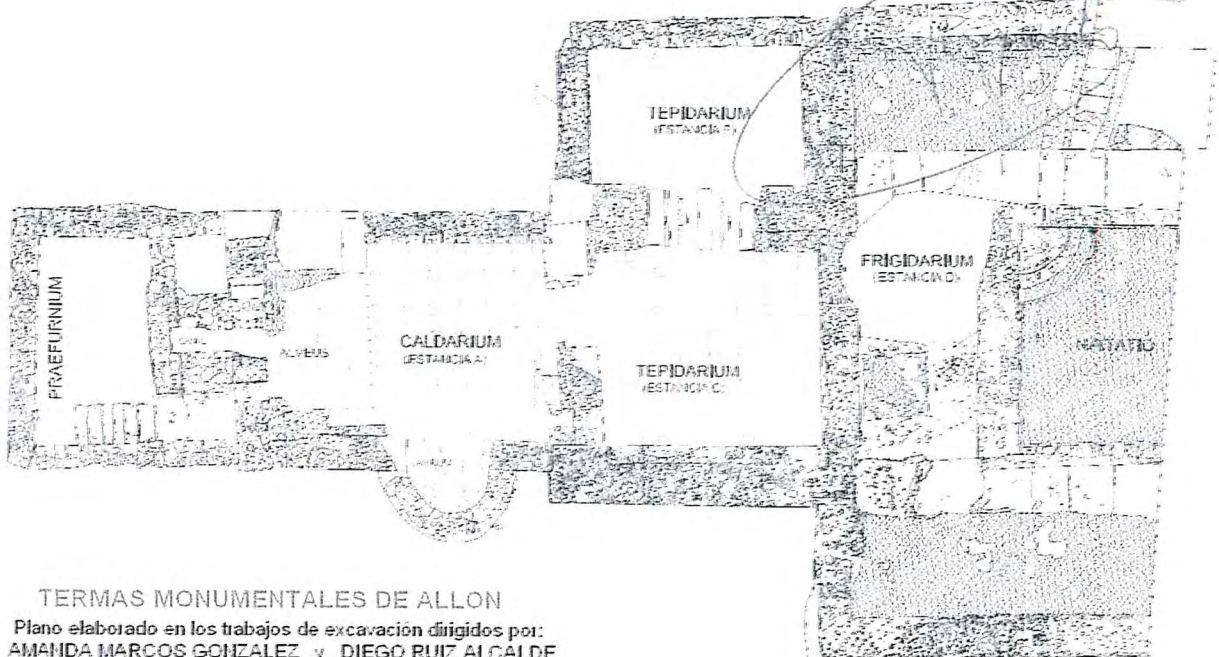 TEPIDARIUM
(ESTANCIA B)
PRAEFURNIUM
CANAL
ALVEUS
CALDARIUM
(ESTANCIA A)
TEPIDARIUM
(ESTANCIA C)
FRIGIDARIUM
(ESTANCIA D)
NATATIO
TERMAS MONUMENTALES DE ALLON
Plano elaborado en los trabajos de excavación dirigidos por:
AMANDA MARCOS GONZALEZ y DIEGO RUIZ ALCALDE